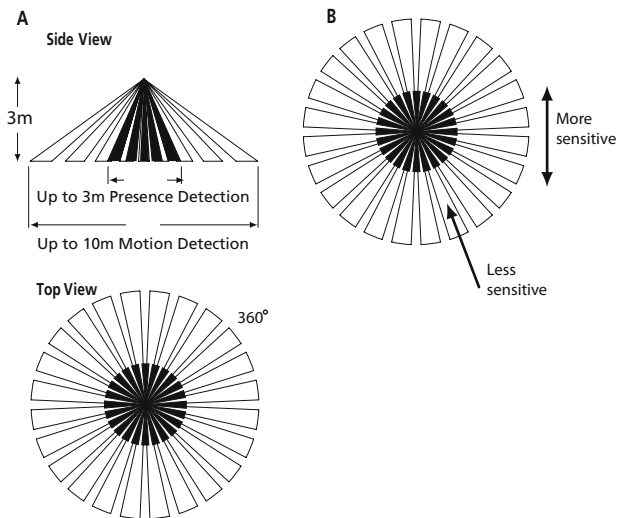 A
Side View
3m
Up to 3m Presence Detection
Up to 10m Motion Detection
Top View
360°
B
More
sensitive
Less
sensitive